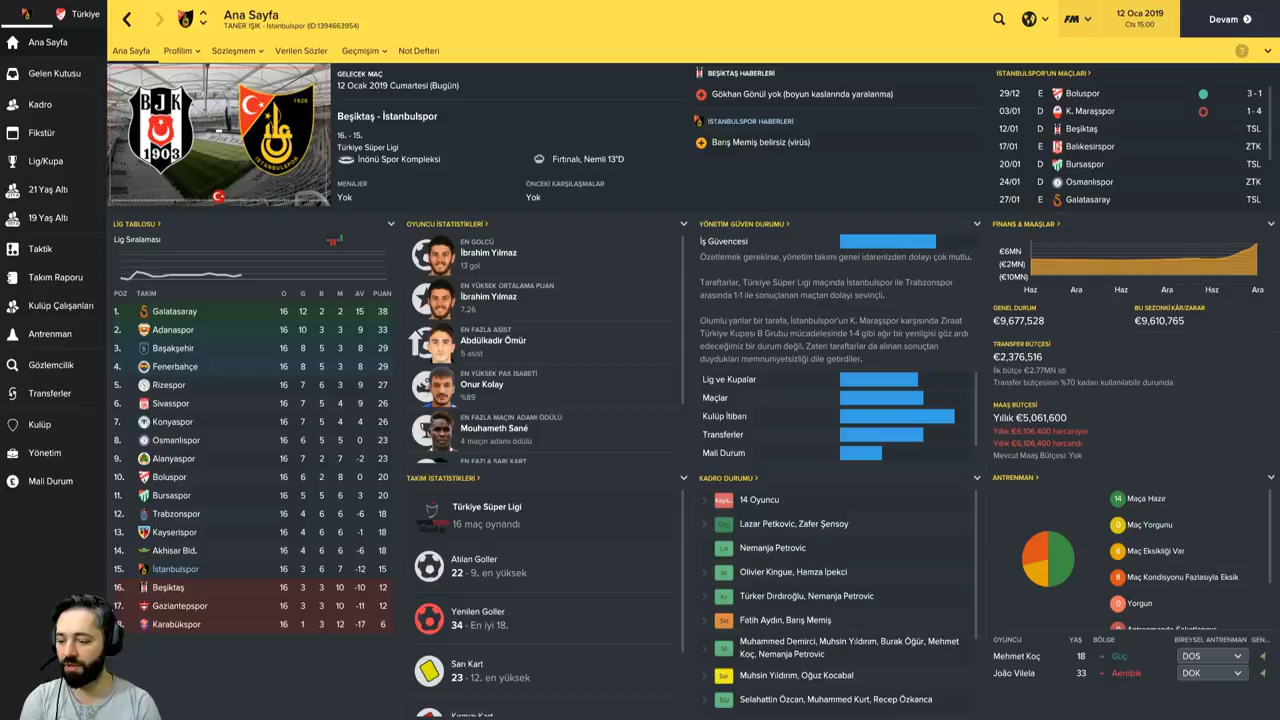 Türkiye
Ana Sayfa
TANER IŞIK - İstanbulspor (ID:1394663954)
FM
12 Oca 2019
Cts 15:00
Devam
Ana Sayfa
Profilim
Sözleşmem
Verilen Sözler
Geçmişim
Not Defteri
Ana Sayfa
Gelen Kutusu
Kadro
Fikstür
Lig/Kupa
21 Yaş Altı
19 Yaş Altı
Taktik
Takım Raporu
Kulüp Çalışanları
Antrenman
Gözlemcilik
Transferler
Kulüp
Yönetim
Mali Durum
BJK
1903
1926
GELECEK MAÇ
12 Ocak 2019 Cumartesi (Bugün)
Beşiktaş - İstanbulspor
16. - 15.
Türkiye Süper Ligi
İnönü Spor Kompleksi
Fırtınalı, Nemli 13°D
MENAJER
Yok
ÖNCEKİ KARŞILAŞMALAR
Yok
BEŞİKTAŞ HABERLERİ
Gökhan Gönül yok (boyun kaslarında yaralanma)
İSTANBULSPOR HABERLERİ
Barış Memiş belirsiz (virüs)
İSTANBULSPOR'UN MAÇLARI
29/12 E Boluspor 3 - 1
03/01 D K. Maraşspor 1 - 4
12/01 D Beşiktaş TSL
17/01 E Balıkesirspor ZTK
20/01 D Bursaspor TSL
24/01 D Osmanlıspor ZTK
27/01 E Galatasaray TSL
LİG TABLOSU
Lig Sıralaması
POZ TAKIM O G B M AV PUAN
1. Galatasaray 16 12 2 2 15 38
2. Adanaspor 16 10 3 3 9 33
3. Başakşehir 16 8 5 3 8 29
4. Fenerbahçe 16 8 5 3 8 29
5. Rizespor 16 7 6 3 9 27
6. Sivasspor 16 7 5 4 9 26
7. Konyaspor 16 7 5 4 4 26
8. Osmanlıspor 16 6 5 5 0 23
9. Alanyaspor 16 7 2 7 -2 23
10. Boluspor 16 6 2 8 0 20
11. Bursaspor 16 5 5 6 3 20
12. Trabzonspor 16 4 6 6 -6 18
13. Kayserispor 16 4 6 6 -1 18
14. Akhisar Bld. 16 4 6 6 -6 18
15. İstanbulspor 16 3 6 7 -12 15
16. Beşiktaş 16 3 3 10 -10 12
17. Gaziantepspor 16 3 3 10 -11 12
8. Karabükspor 16 1 3 12 -17 6
OYUNCU İSTATİSTİKLERİ
EN GOLCÜ
İbrahim Yılmaz
13 gol
EN YÜKSEK ORTALAMA PUAN
İbrahim Yılmaz
7.26
EN FAZLA ASİST
Abdülkadir Ömür
5 asist
EN YÜKSEK PAS İSABETİ
Onur Kolay
%89
EN FAZLA MAÇIN ADAMI ÖDÜLÜ
Mouhameth Sané
4 maçın adamı ödülü
EN FAZLA SARI KART
TAKIM İSTATİSTİKLERİ
Türkiye Süper Ligi
16 maç oynandı
Atılan Goller
22 - 9. en yüksek
Yenilen Goller
34 - En iyi 18.
Sarı Kart
23 - 12. en yüksek
Kırmızı Kart
YÖNETİM GÜVEN DURUMU
İş Güvencesi
Özetlemek gerekirse, yönetim takımı genel idarenizden dolayı çok mutlu.
Taraftarlar, Türkiye Süper Ligi maçında İstanbulspor ile Trabzonspor
arasında 1-1 ile sonuçlanan maçtan dolayı sevinçli.
Olumlu yanlar bir tarafa, İstanbulspor'un K. Maraşspor karşısında Ziraat
Türkiye Kupası B Grubu mücadelesinde 1-4 gibi ağır bir yenilgisi göz ardı
edeceğimiz bir durum değil. Zaten taraftarlar da alınan sonuçtan
duydukları memnuniyetsizliği dile getirdiler.
Lig ve Kupalar
Maçlar
Kulüp İtibarı
Transferler
Mali Durum
KADRO DURUMU
14 Oyuncu
Lazar Petkovic, Zafer Şensoy
Nemanja Petrovic
Olivier Kingue, Hamza İpekci
Türker Dırdıroğlu, Nemanja Petrovic
Fatih Aydın, Barış Memiş
Muhammed Demirci, Muhsin Yıldırım, Burak Öğür, Mehmet
Koç, Nemanja Petrovic
Muhsin Yıldırım, Oğuz Kocabal
Selahattin Özcan, Muhammed Kurt, Recep Özkanca
FİNANS & MAAŞLAR
€6MN
(€2MN)
(€10MN)
Haz Ara Haz Ara Haz Ara
GENEL DURUM
€9,677,528
BU SEZONKİ KÂR/ZARAR
€9,610,765
TRANSFER BÜTÇESİ
€2,376,516
İlk bütçe €2.77MN idi
Transfer bütçesinin %70 kadarı kullanılabilir durumda
MAAŞ BÜTÇESİ
Yıllık €5,061,600
Yıllık €6,106,400 harcanıyor
Yıllık €6,106,400 harcandı
Mevcut Maaş Bütçesi: Yok
ANTRENMAN
14 Maça Hazır
0 Maç Yorgunu
6 Maç Eksikliği Var
8 Maç Kondisyonu Fazlasıyla Eksik
0 Yorgun
OYUNCU YAŞ BÖLGE BİREYSEL ANTRENMAN GEN...
Mehmet Koç 18 Güç DOS
João Vilela 33 Aerobik DOK